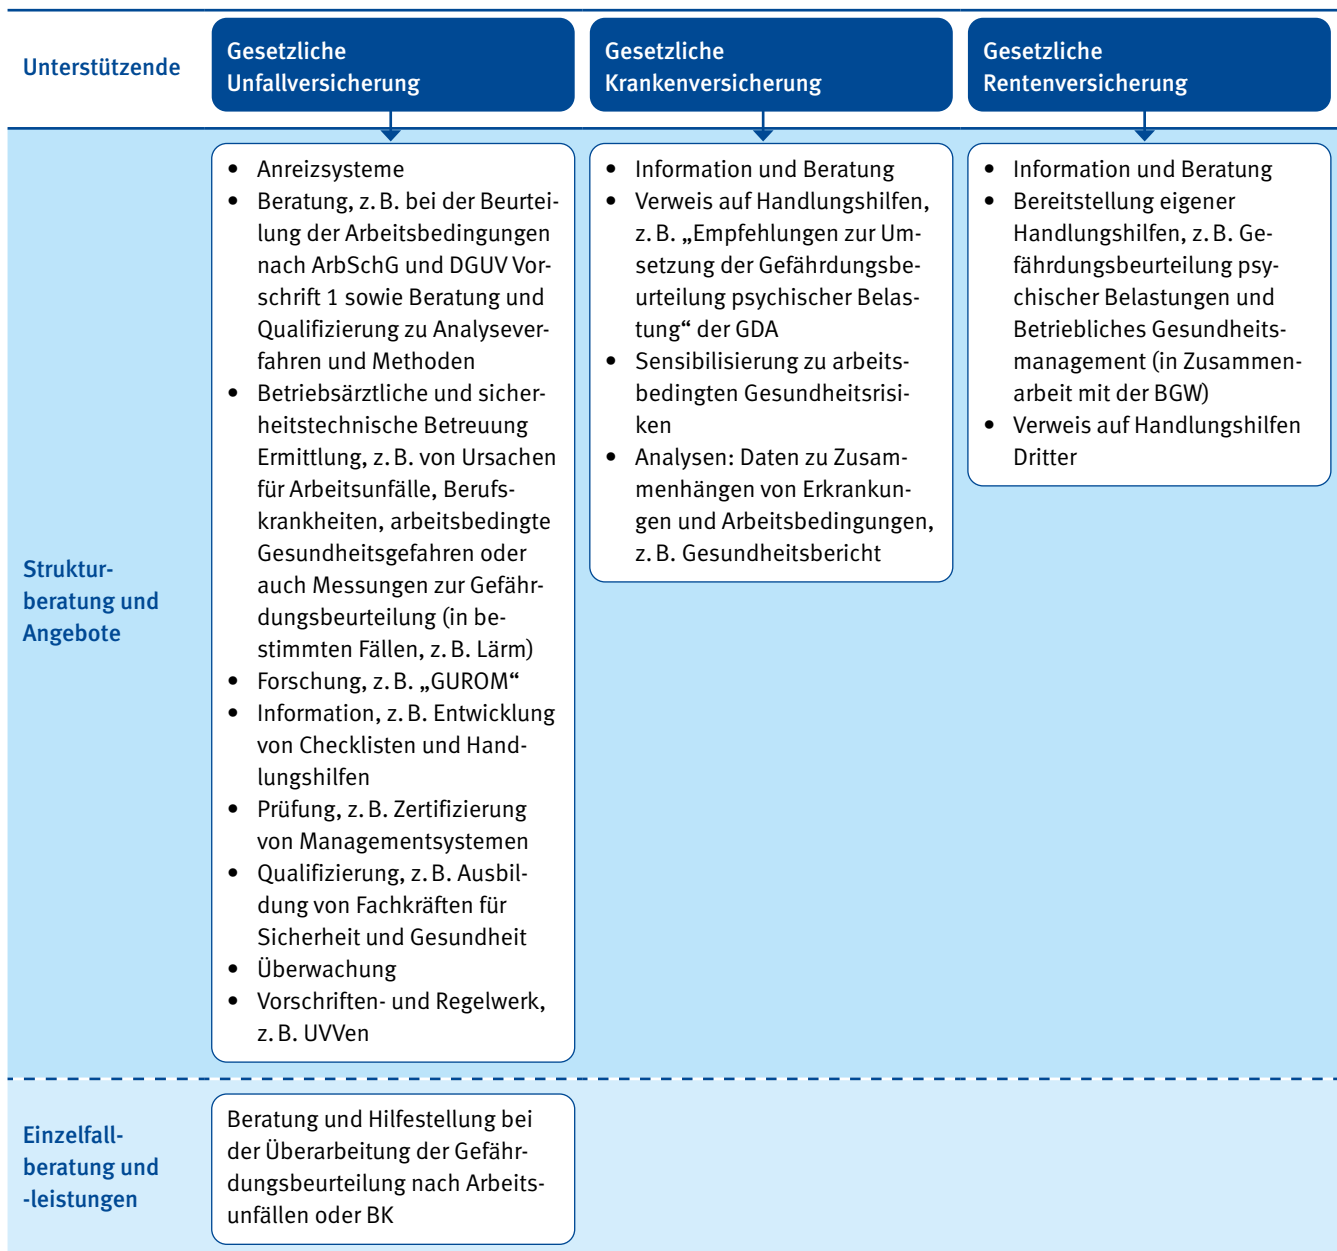 Unterstützende
Gesetzliche
Unfallversicherung
Gesetzliche
Krankenversicherung
Gesetzliche
Rentenversicherung
Struktur-
beratung und
Angebote
• Anreizsysteme
• Beratung, z. B. bei der Beurtei-
lung der Arbeitsbedingungen
nach ArbSchG und DGUV Vor-
schrift 1 sowie Beratung und
Qualifizierung zu Analysever-
fahren und Methoden
• Betriebsärztliche und sicher-
heitstechnische Betreuung
Ermittlung, z. B. von Ursachen
für Arbeitsunfälle, Berufs-
krankheiten, arbeitsbedingte
Gesundheitsgefahren oder
auch Messungen zur Gefähr-
dungsbeurteilung (in be-
stimmten Fällen, z. B. Lärm)
• Forschung, z. B. „GUROM“
• Information, z. B. Entwicklung
von Checklisten und Hand-
lungshilfen
• Prüfung, z. B. Zertifizierung
von Managementsystemen
• Qualifizierung, z. B. Ausbil-
dung von Fachkräften für
Sicherheit und Gesundheit
• Überwachung
• Vorschriften- und Regelwerk,
z. B. UVVen
• Information und Beratung
• Verweis auf Handlungshilfen,
z. B. „Empfehlungen zur Um-
setzung der Gefährdungsbe-
urteilung psychischer Belas-
tung“ der GDA
• Sensibilisierung zu arbeits-
bedingten Gesundheitsrisi-
ken
• Analysen: Daten zu Zusam-
menhängen von Erkrankun-
gen und Arbeitsbedingungen,
z. B. Gesundheitsbericht
• Information und Beratung
• Bereitstellung eigener
Handlungshilfen, z. B. Ge-
fährdungsbeurteilung psy-
chischer Belastungen und
Betriebliches Gesundheits-
management (in Zusammen-
arbeit mit der BGW)
• Verweis auf Handlungshilfen
Dritter
Einzelfall-
beratung und
-leistungen
Beratung und Hilfestellung bei
der Überarbeitung der Gefähr-
dungsbeurteilung nach Arbeits-
unfällen oder BK